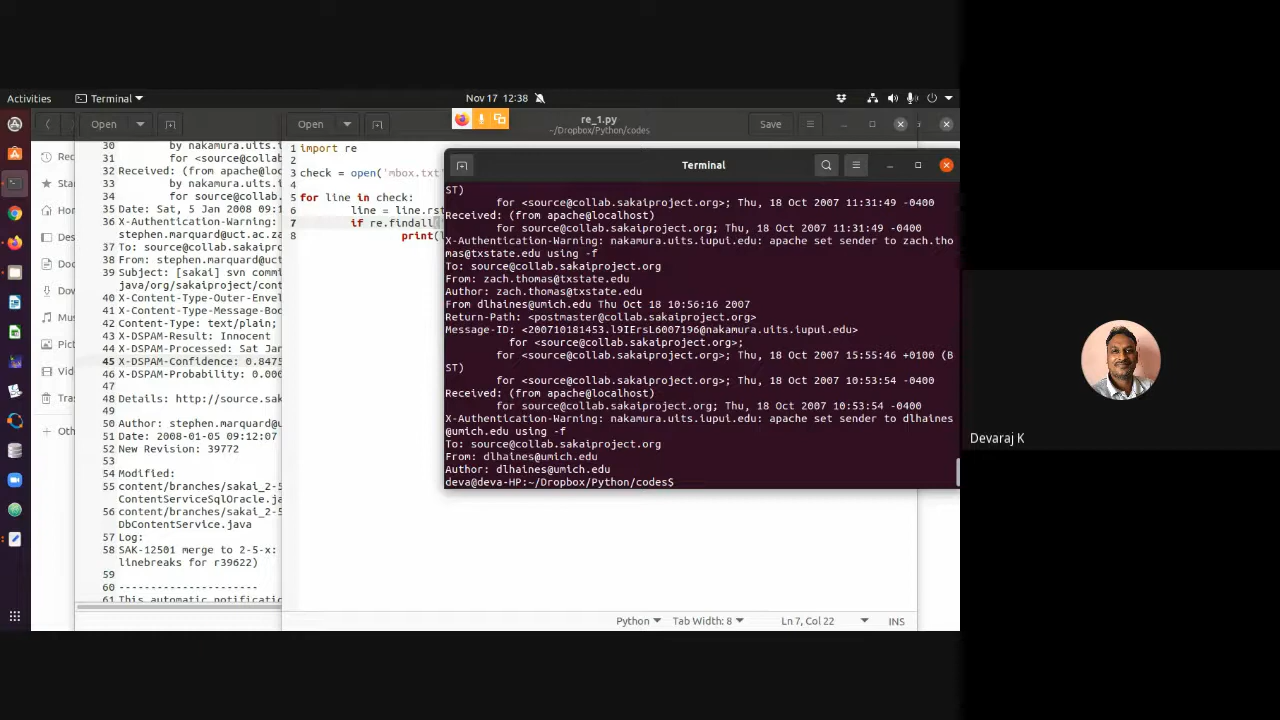 Activities
Terminal
Nov 17 12:38
Open
Open
re_1.py
~/Dropbox/Python/codes
Save
Rec
Star
Hon
Des
Doc
Dow
Mus
Pict
Vid
Tras
Oth
30 by nakamura.uits.i
31 for <source@collab
32 Received: (from apache@lo
33 by nakamura.uits.i
34 for source@collab.
35 Date: Sat, 5 Jan 2008 09:1
36 X-Authentication-Warning:
stephen.marquard@uct.ac.za
37 To: source@collab.sakaipro
38 From: stephen.marquard@uct
39 Subject: [sakai] svn commi
java/org/sakaiproject/cont
40 X-Content-Type-Outer-Envel
41 X-Content-Type-Message-Bod
42 Content-Type: text/plain;
43 X-DSPAM-Result: Innocent
44 X-DSPAM-Processed: Sat Jan
45 X-DSPAM-Confidence: 0.8475
46 X-DSPAM-Probability: 0.000
47
48 Details: http://source.sak
49
50 Author: stephen.marquard@u
51 Date: 2008-01-05 09:12:07
52 New Revision: 39772
53
54 Modified:
55 content/branches/sakai_2-5
ContentServiceSqlOracle.ja
56 content/branches/sakai_2-5
DbContentService.java
57 Log:
58 SAK-12501 merge to 2-5-x:
linebreaks for r39622)
59
60 ----------------------
61 This automatic notificatio
1 import re
2
3 check = open('mbox.txt'
4
5 for line in check:
6 line = line.rst
7 if re.findall(
8 print(l
Terminal
ST)
for <source@collab.sakaiproject.org>; Thu, 18 Oct 2007 11:31:49 -0400
Received: (from apache@localhost)
for source@collab.sakaiproject.org; Thu, 18 Oct 2007 11:31:49 -0400
X-Authentication-Warning: nakamura.uits.iupui.edu: apache set sender to zach.tho
mas@txstate.edu using -f
To: source@collab.sakaiproject.org
From: zach.thomas@txstate.edu
Author: zach.thomas@txstate.edu
From dlhaines@umich.edu Thu Oct 18 10:56:16 2007
Return-Path: <postmaster@collab.sakaiproject.org>
Message-ID: <200710181453.l9IErsL6007196@nakamura.uits.iupui.edu>
for <source@collab.sakaiproject.org>;
for <source@collab.sakaiproject.org>; Thu, 18 Oct 2007 15:55:46 +0100 (B
ST)
for <source@collab.sakaiproject.org>; Thu, 18 Oct 2007 10:53:54 -0400
Received: (from apache@localhost)
for source@collab.sakaiproject.org; Thu, 18 Oct 2007 10:53:54 -0400
X-Authentication-Warning: nakamura.uits.iupui.edu: apache set sender to dlhaines
@umich.edu using -f
To: source@collab.sakaiproject.org
From: dlhaines@umich.edu
Author: dlhaines@umich.edu
deva@deva-HP:~/Dropbox/Python/codes$
Python
Tab Width: 8
Ln 7, Col 22
INS
Devaraj K